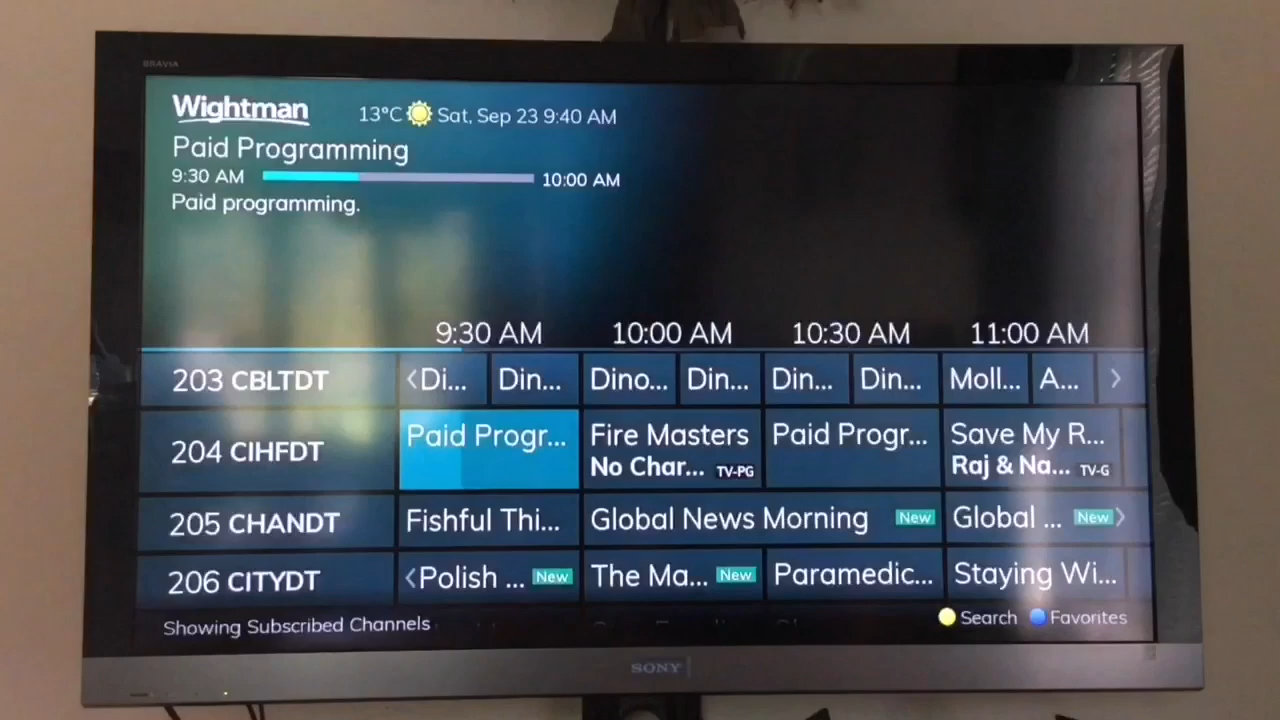 BRAVIA
Wightman 13°C Sat, Sep 23 9:40 AM
Paid Programming
9:30 AM 10:00 AM
Paid programming.
9:30 AM 10:00 AM 10:30 AM 11:00 AM
203 CBLTDT Di... Din... Dino... Din... Din... Din... Moll... A...
204 CIHFDT Paid Progr... Fire Masters Paid Progr... Save My R...
No Char... TV-PG Raj & Na... TV-G
205 CHANDT Fishful Thi... Global News Morning New Global ... New
206 CITYDT Polish ... New The Ma... New Paramedic... Staying Wi...
Showing Subscribed Channels Search Favorites
SONY